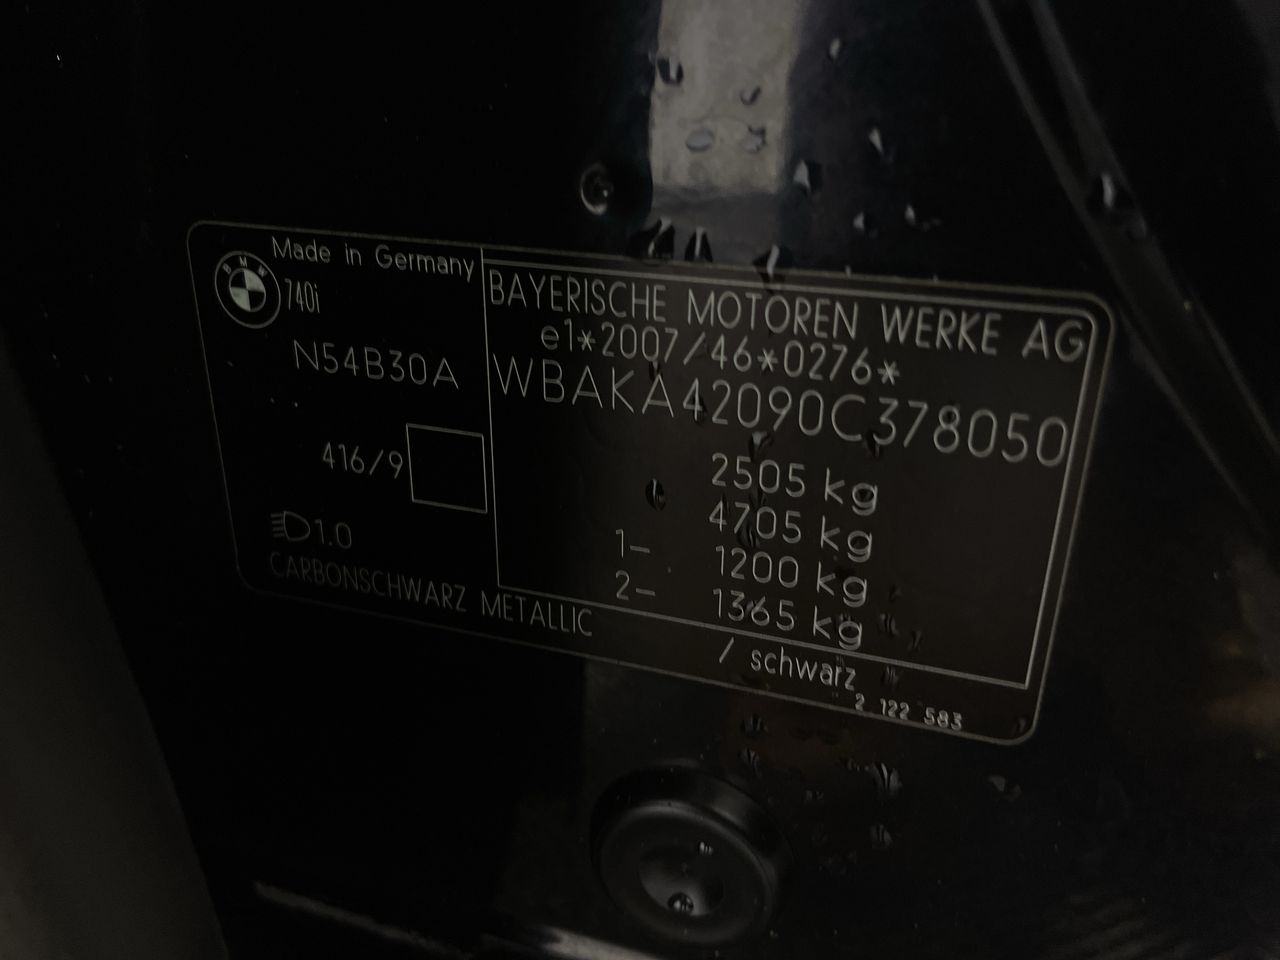 Made in Germany
BMW
740i
N54B30A
416/9
1.0
CARBONSCHWARZ METALLIC
BAYERISCHE MOTOREN WERKE AG
e1*2007/46*0276*
WBAKA42090C378050
2505 kg
4705 kg
1- 1200 kg
2- 1365 kg
/ schwarz
2 122 583